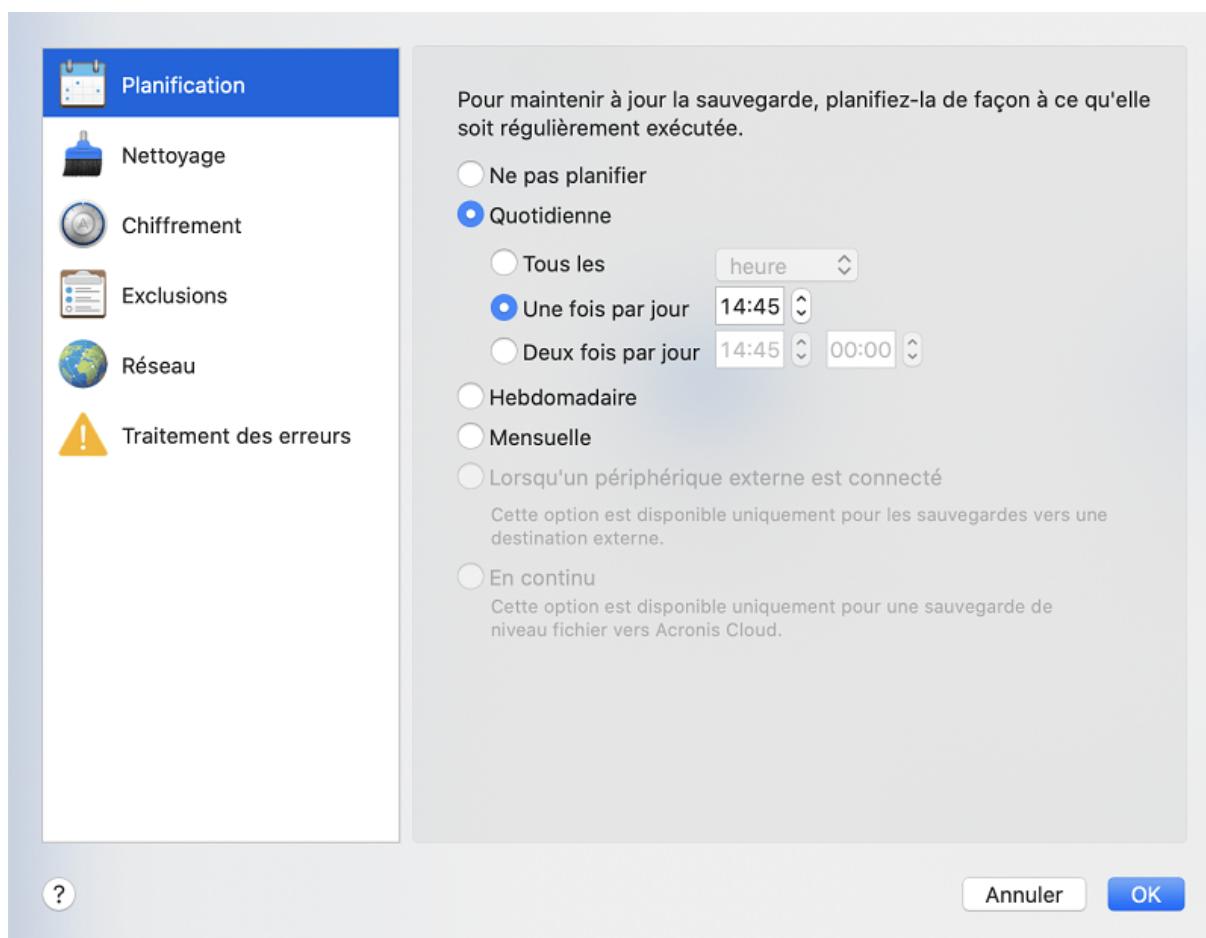 Planification
Nettoyage
Chiffrement
Exclusions
Réseau
Traitement des erreurs
Pour maintenir à jour la sauvegarde, planifiez-la de façon à ce qu'elle
soit régulièrement exécutée.
Ne pas planifier
Quotidienne
Tous les heure
Une fois par jour 14:45
Deux fois par jour 14:45 00:00
Hebdomadaire
Mensuelle
Lorsqu'un périphérique externe est connecté
Cette option est disponible uniquement pour les sauvegardes vers une
destination externe.
En continu
Cette option est disponible uniquement pour une sauvegarde de
niveau fichier vers Acronis Cloud.
? Annuler OK